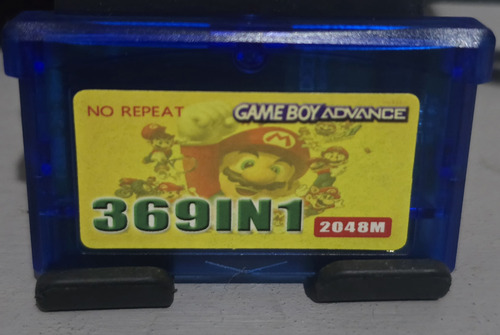 NO REPEAT
GAME BOY ADVANCE
M
369IN1
2048M